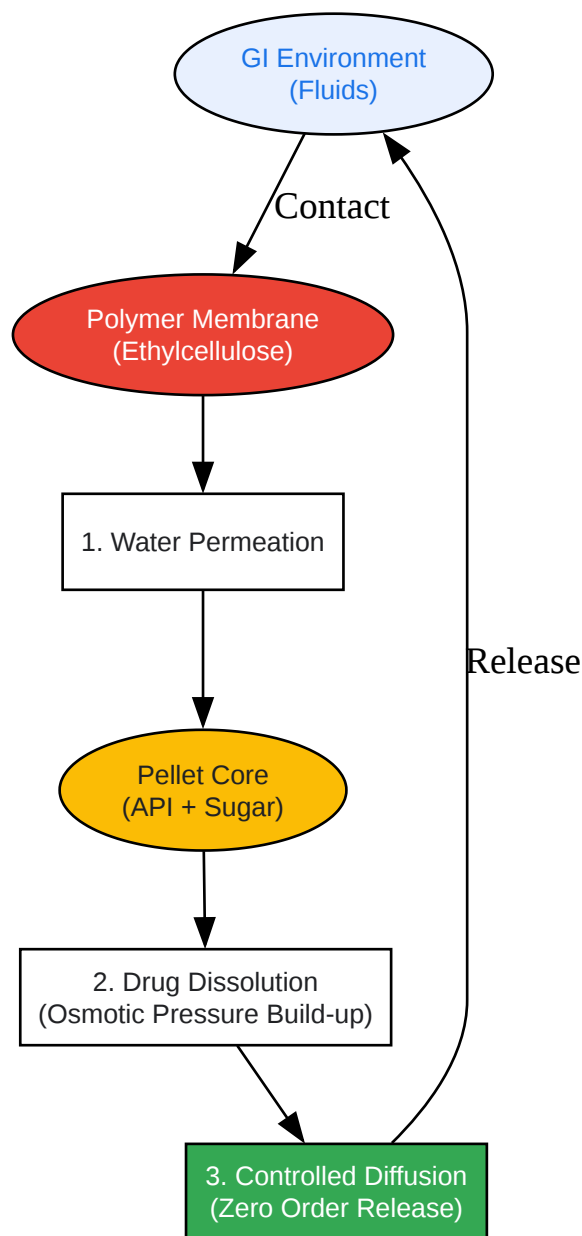 GI Environment
(Fluids)
Contact
Polymer Membrane
(Ethylcellulose)
1. Water Permeation
Release
Pellet Core
(API + Sugar)
2. Drug Dissolution
(Osmotic Pressure Build-up)
3. Controlled Diffusion
(Zero Order Release)